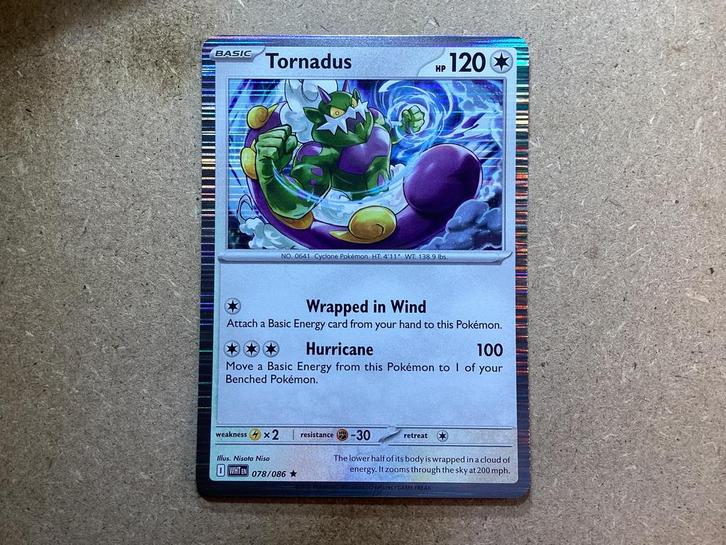 BASIC Tornadus HP 120
NO. 0641 Cyclone Pokémon HT: 4'11" WT: 138.9 lbs.
Wrapped in Wind
Attach a Basic Energy card from your hand to this Pokémon.
Hurricane 100
Move a Basic Energy from this Pokémon to 1 of your
Benched Pokémon.
weakness ×2 resistance -30 retreat
Illus. Nisota Niso
The lower half of its body is wrapped in a cloud of
energy. It zooms through the sky at 200 mph.
I WHT EN 078/086